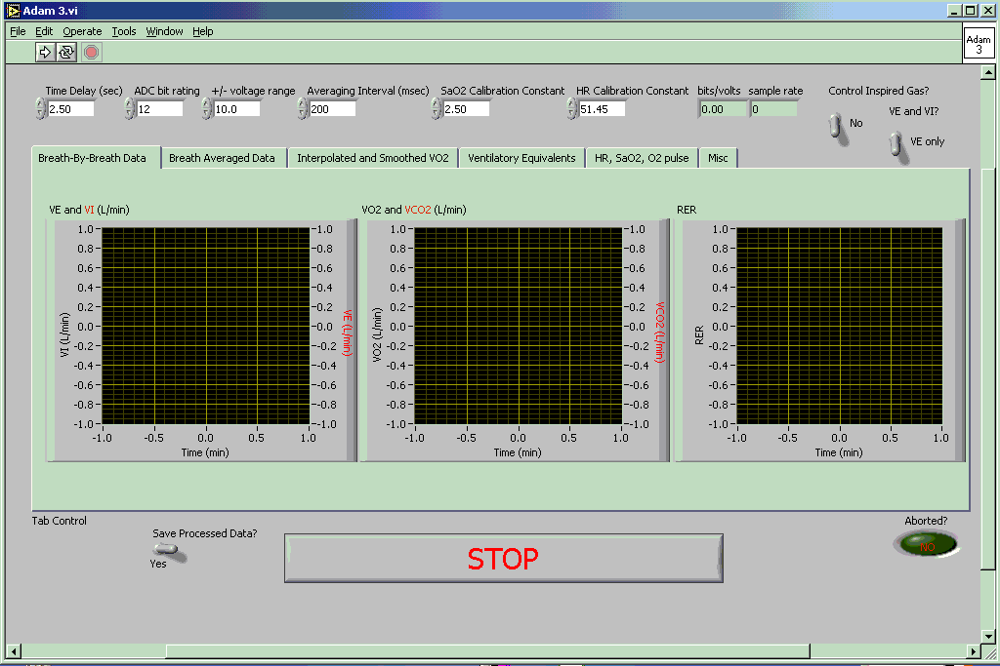 Adam 3.vi
File Edit Operate Tools Window Help
Adam
3
Time Delay (sec) ADC bit rating +/- voltage range Averaging Interval (msec) SaO2 Calibration Constant HR Calibration Constant bits/volts sample rate Control Inspired Gas?
2.50 12 10.0 200 2.50 51.45 0.00 0 No
VE and VI?
VE only
Breath-By-Breath Data Breath Averaged Data Interpolated and Smoothed VO2 Ventilatory Equivalents HR, SaO2, O2 pulse Misc
VE and VI (L/min)
1.0 1.0
0.8 0.8
0.6 0.6
0.4 0.4
0.2 0.2
0.0 -0.0
-0.2 -0.2
-0.4 -0.4
-0.6 -0.6
-0.8 -0.8
-1.0 -1.0
VI (L/min)
VE (L/min)
-1.0 -0.5 0.0 0.5 1.0
Time (min)
VO2 and VCO2 (L/min)
1.0 1.0
0.8 0.8
0.6 0.6
0.4 0.4
0.2 0.2
0.0 -0.0
-0.2 -0.2
-0.4 -0.4
-0.6 -0.6
-0.8 -0.8
-1.0 -1.0
VO2 (L/min)
VCO2 (L/min)
-1.0 -0.5 0.0 0.5 1.0
Time (min)
RER
1.0
0.8
0.6
0.4
0.2
0.0
-0.2
-0.4
-0.6
-0.8
-1.0
RER
-1.0 -0.5 0.0 0.5 1.0
Time (min)
Tab Control
Save Processed Data?
Yes
STOP
Aborted?
NO